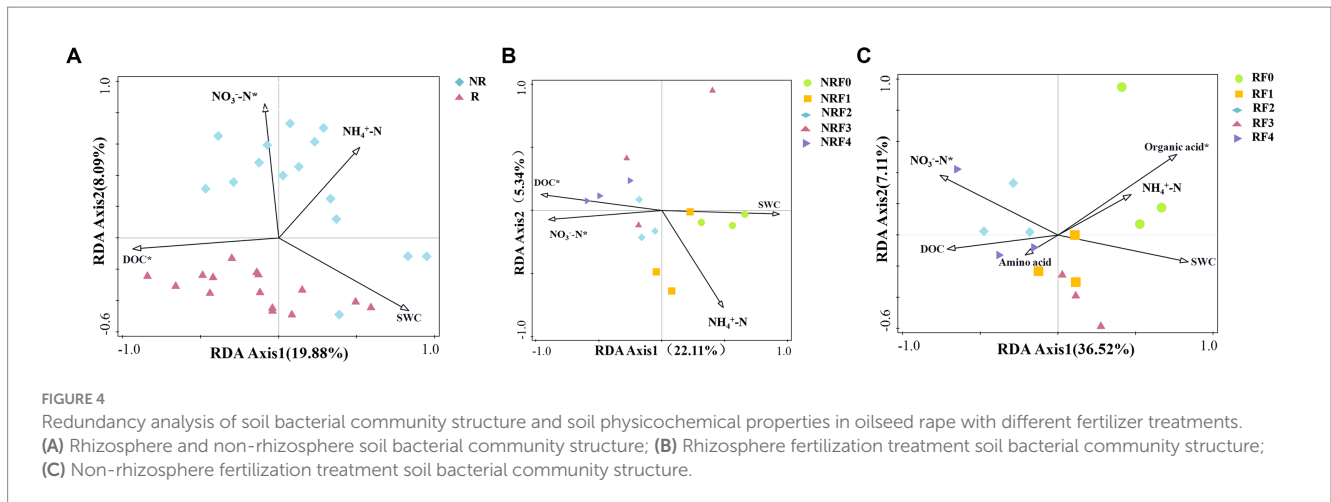 A
1.0
NO₃⁻-N*
NH₄⁺-N
DOC*
SWC
RDA Axis2(8.09%)
-0.6
-1.0
1.0
RDA Axis1(19.88%)
NR
R
B
1.0
DOC*
NO₃⁻-N*
SWC
NH₄⁺-N
RDA Axis2 （5.34%）
-1.0
-1.0
1.0
RDA Axis1 （22.11%）
NRF0
NRF1
NRF2
NRF3
NRF4
C
1.0
NO₃⁻-N*
Organic acid*
NH₄⁺-N
DOC
Amino acid
SWC
RDA Axis2(7.11%)
-0.6
-1.0
1.0
RDA Axis1(36.52%)
RF0
RF1
RF2
RF3
RF4
FIGURE 4
Redundancy analysis of soil bacterial community structure and soil physicochemical properties in oilseed rape with different fertilizer treatments.
(A) Rhizosphere and non-rhizosphere soil bacterial community structure; (B) Rhizosphere fertilization treatment soil bacterial community structure;
(C) Non-rhizosphere fertilization treatment soil bacterial community structure.